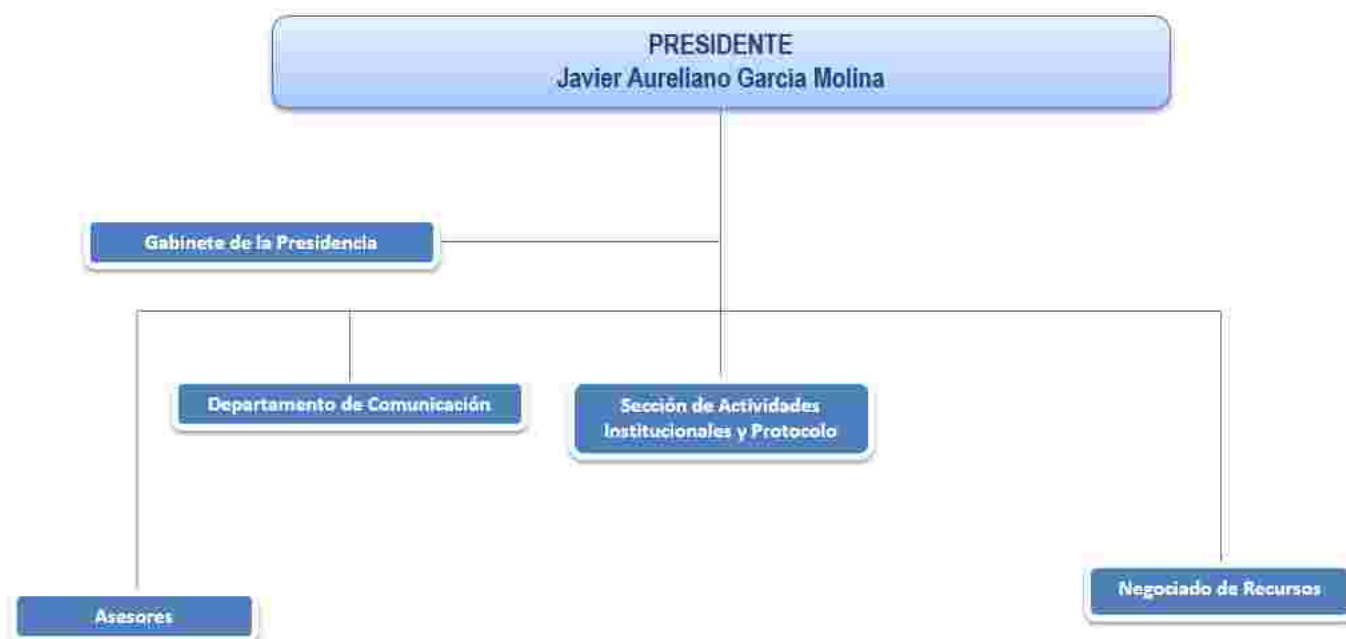 PRESIDENTE
Javier Aureliano García Molina
Gabinete de la Presidencia
Departamento de Comunicación
Sección de Actividades
Institucionales y Protocolo
Negociado de Recursos
Asesores